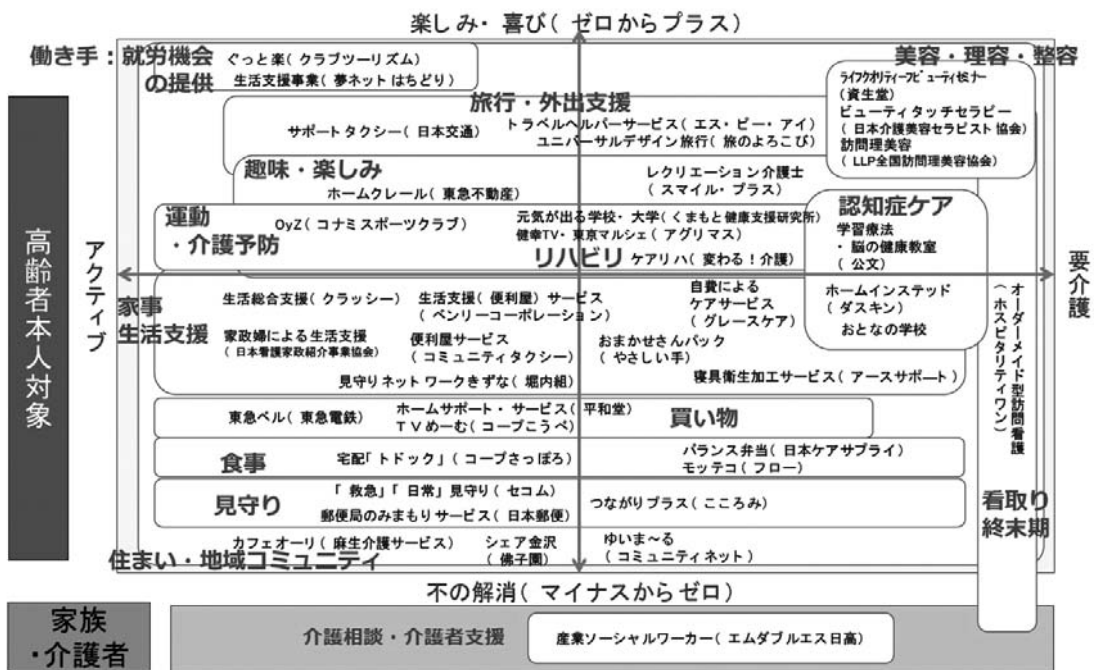 楽しみ・喜び(ゼロからプラス)
働き手：就労機会
の提供
ぐっと楽(クラブツーリズム)
生活支援事業(夢ネットはちどり)
美容・理容・整容
ライフクオリティービューティセミナー
(資生堂)
ビューティタッチセラピー
(日本介護美容セラピスト協会)
訪問理美容
(LLP全国訪問理美容協会)
旅行・外出支援
サポートタクシー(日本交通)
トラベルヘルパーサービス(エス・ピー・アイ)
ユニバーサルデザイン旅行(旅のよろこび)
趣味・楽しみ
ホームクレール(東急不動産)
レクリエーション介護士
(スマイル・プラス)
運動
・介護予防
OyZ(コナミスポーツクラブ)
元気が出る学校・大学(くまもと健康支援研究所)
健幸TV・東京マルシェ(アグリマス)
リハビリ
ケアリハ(変わる！介護)
認知症ケア
学習療法
・脳の健康教室
(公文)
ホームインステッド
(ダスキン)
おとなの学校
高齢者本人対象
アクティブ
要介護
家事
生活支援
生活総合支援(クラッシー)
生活支援(便利屋)サービス
(ベンリーコーポレーション)
自費による
ケアサービス
(グレースケア)
家政婦による生活支援
(日本看護家政紹介事業協会)
便利屋サービス
(コミュニティタクシー)
おまかせさんパック
(やさしい手)
見守りネットワークきずな(堀内組)
寝具衛生加工サービス(アースサポート)
オーダーメイド型訪問看護
(ホスピタリティワン)
東急ベル(東急電鉄)
ホームサポート・サービス(平和堂)
TVめーむ(コープこうべ)
買い物
食事
宅配「トドック」(コープさっぽろ)
バランス弁当(日本ケアサプライ)
モッテコ(フロー)
見守り
「救急」「日常」見守り(セコム)
郵便局のみまもりサービス(日本郵便)
つながりプラス(こころみ)
看取り
終末期
カフェオーリ(麻生介護サービス)
シェア金沢
(佛子園)
ゆいま～る
(コミュニティネット)
住まい・地域コミュニティ
不の解消(マイナスからゼロ)
家族
・介護者
介護相談・介護者支援
産業ソーシャルワーカー(エムダブルエス日高)